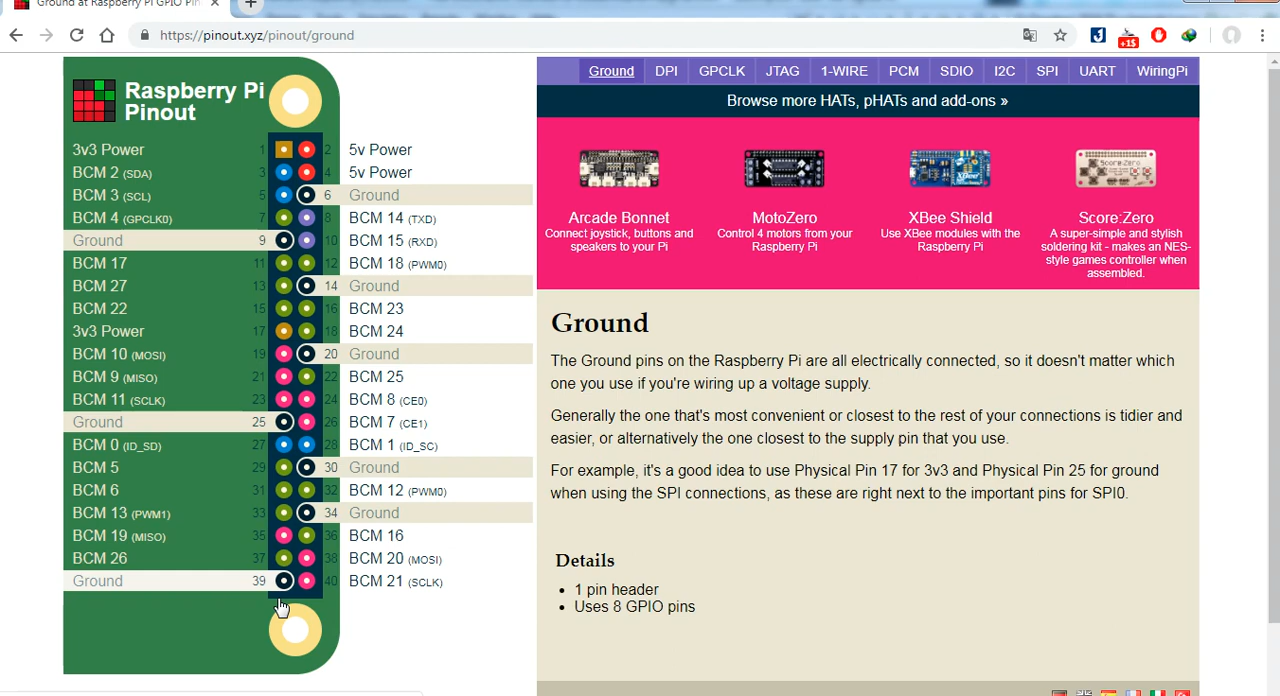 Ground at Raspberry Pi GPIO Pin
https://pinout.xyz/pinout/ground
+1$
Raspberry Pi
Pinout
3v3 Power 1 2 5v Power
BCM 2 (SDA) 3 4 5v Power
BCM 3 (SCL) 5 6 Ground
BCM 4 (GPCLK0) 7 8 BCM 14 (TXD)
Ground 9 10 BCM 15 (RXD)
BCM 17 11 12 BCM 18 (PWM0)
BCM 27 13 14 Ground
BCM 22 15 16 BCM 23
3v3 Power 17 18 BCM 24
BCM 10 (MOSI) 19 20 Ground
BCM 9 (MISO) 21 22 BCM 25
BCM 11 (SCLK) 23 24 BCM 8 (CE0)
Ground 25 26 BCM 7 (CE1)
BCM 0 (ID_SD) 27 28 BCM 1 (ID_SC)
BCM 5 29 30 Ground
BCM 6 31 32 BCM 12 (PWM0)
BCM 13 (PWM1) 33 34 Ground
BCM 19 (MISO) 35 36 BCM 16
BCM 26 37 38 BCM 20 (MOSI)
Ground 39 40 BCM 21 (SCLK)
Ground DPI GPCLK JTAG 1-WIRE PCM SDIO I2C SPI UART WiringPi
Browse more HATs, pHATs and add-ons »
Arcade Bonnet
Connect joystick, buttons and
speakers to your Pi
MotoZero
Control 4 motors from your
Raspberry Pi
XBee Shield
Use XBee modules with the
Raspberry Pi
Score:Zero
A super-simple and stylish
soldering kit - makes an NES-
style games controller when
assembled.
Ground
The Ground pins on the Raspberry Pi are all electrically connected, so it doesn't matter which
one you use if you're wiring up a voltage supply.
Generally the one that's most convenient or closest to the rest of your connections is tidier and
easier, or alternatively the one closest to the supply pin that you use.
For example, it's a good idea to use Physical Pin 17 for 3v3 and Physical Pin 25 for ground
when using the SPI connections, as these are right next to the important pins for SPI0.
Details
• 1 pin header
• Uses 8 GPIO pins